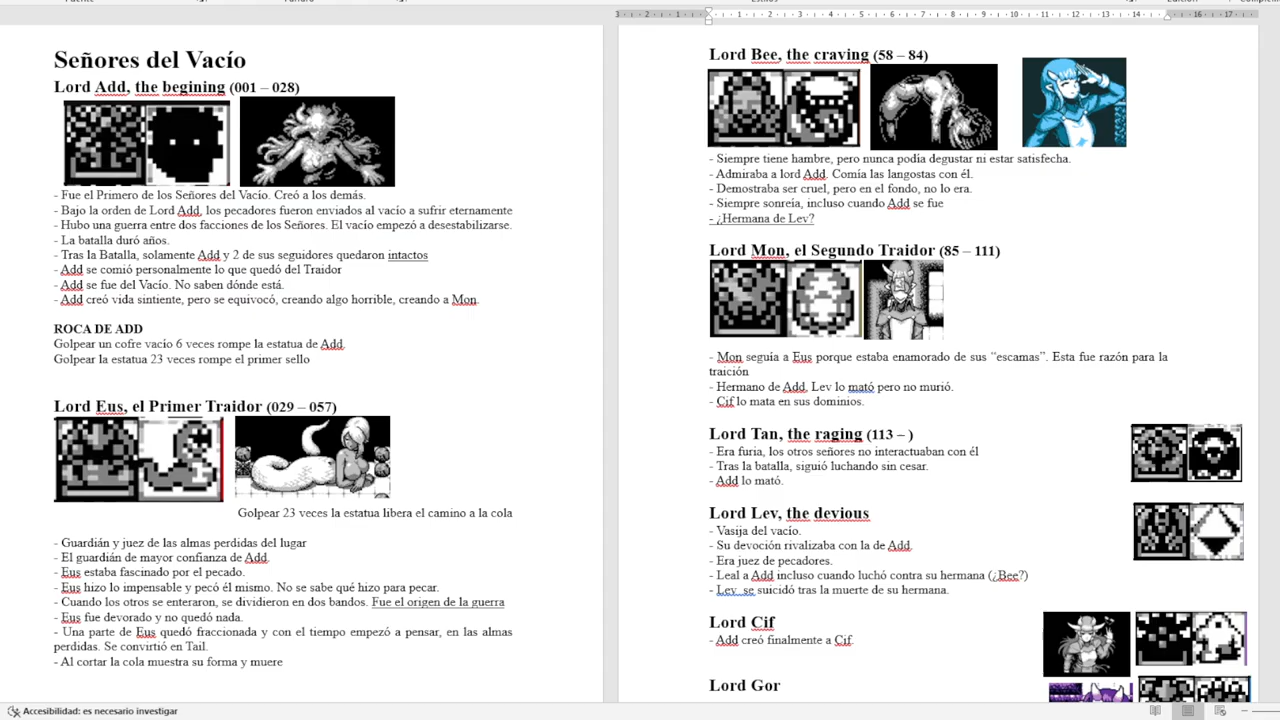 Señores del Vacío
Lord Add, the begining (001 – 028)
- Fue el Primero de los Señores del Vacío. Creó a los demás.
- Bajo la orden de Lord Add, los pecadores fueron enviados al vacío a sufrir eternamente
- Hubo una guerra entre dos facciones de los Señores. El vacío empezó a desestabilizarse.
- La batalla duró años.
- Tras la Batalla, solamente Add y 2 de sus seguidores quedaron intactos
- Add se comió personalmente lo que quedó del Traidor
- Add se fue del Vacío. No saben dónde está.
- Add creó vida sintiente, pero se equivocó, creando algo horrible, creando a Mon.
ROCA DE ADD
Golpear un cofre vacío 6 veces rompe la estatua de Add.
Golpear la estatua 23 veces rompe el primer sello
Lord Eus, el Primer Traidor (029 – 057)
Golpear 23 veces la estatua libera el camino a la cola
- Guardián y juez de las almas perdidas del lugar
- El guardián de mayor confianza de Add.
- Eus estaba fascinado por el pecado.
- Eus hizo lo impensable y pecó él mismo. No se sabe qué hizo para pecar.
- Cuando los otros se enteraron, se dividieron en dos bandos. Fue el origen de la guerra
- Eus fue devorado y no quedó nada.
- Una parte de Eus quedó fraccionada y con el tiempo empezó a pensar, en las almas
perdidas. Se convirtió en Tail.
- Al cortar la cola muestra su forma y muere
3 2 1 1 2 3 4 5 6 7 8 9 10 11 12 13 14 16 17
Lord Bee, the craving (58 – 84)
- Siempre tiene hambre, pero nunca podía degustar ni estar satisfecha.
- Admiraba a lord Add. Comía las langostas con él.
- Demostraba ser cruel, pero en el fondo, no lo era.
- Siempre sonreía, incluso cuando Add se fue
- ¿Hermana de Lev?
Lord Mon, el Segundo Traidor (85 – 111)
- Mon seguía a Eus porque estaba enamorado de sus “escamas”. Esta fue razón para la
traición
- Hermano de Add, Lev lo mató pero no murió.
- Cif lo mata en sus dominios.
Lord Tan, the raging (113 – )
- Era furia, los otros señores no interactuaban con él
- Tras la batalla, siguió luchando sin cesar.
- Add lo mató.
Lord Lev, the devious
- Vasija del vacío.
- Su devoción rivalizaba con la de Add.
- Era juez de pecadores.
- Leal a Add incluso cuando luchó contra su hermana (¿Bee?)
- Lev se suicidó tras la muerte de su hermana.
Lord Cif
- Add creó finalmente a Cif.
Lord Gor
Accesibilidad: es necesario investigar